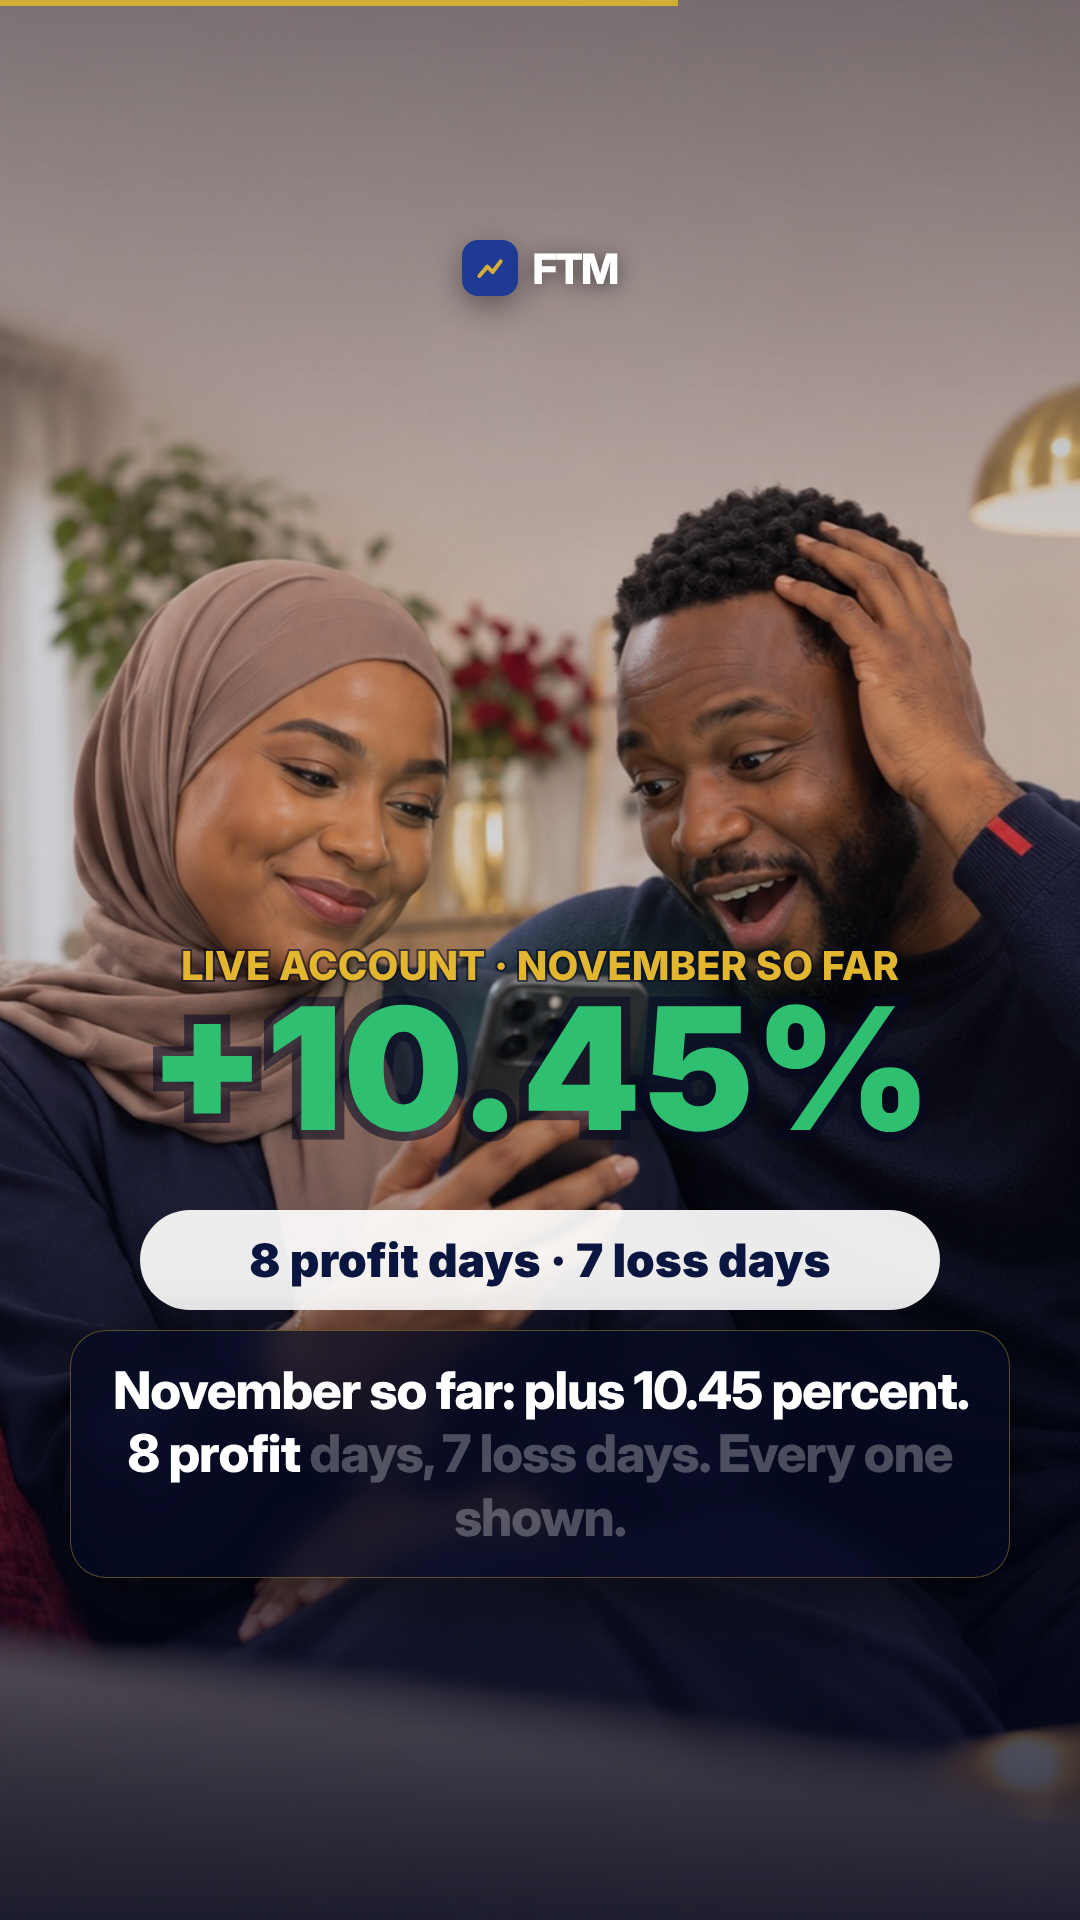 FTM
LIVE ACCOUNT · NOVEMBER SO FAR
+10.45%
8 profit days · 7 loss days
November so far: plus 10.45 percent.
8 profit days, 7 loss days. Every one
shown.